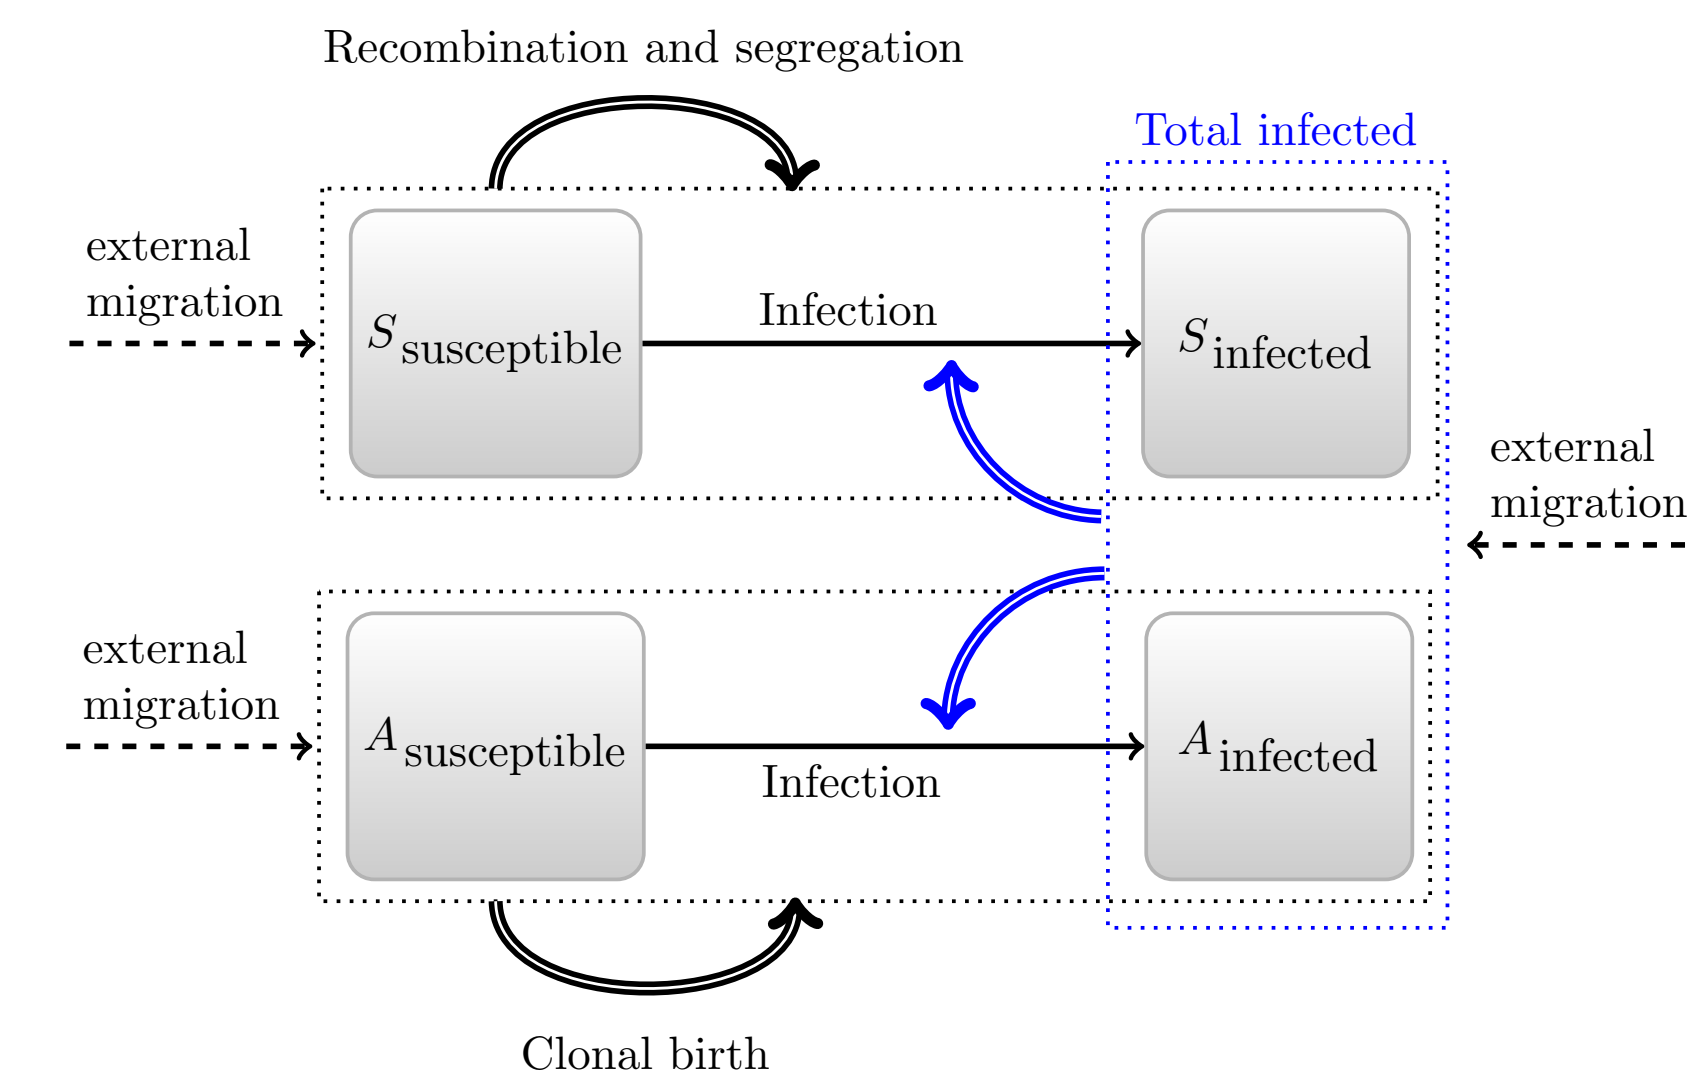 Recombination and segregation
Total infected
external
migration
S susceptible
Infection
S infected
external
migration
external
migration
A susceptible
Infection
A infected
Clonal birth